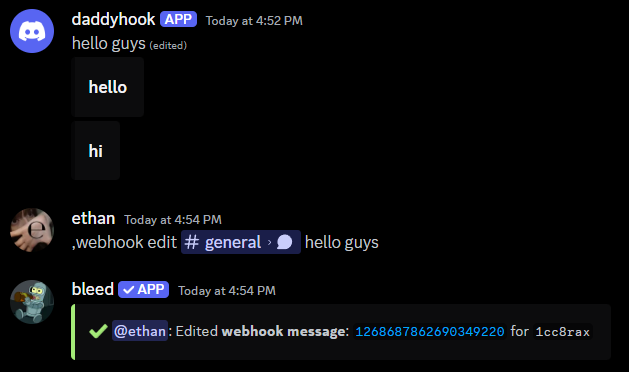 daddyhook APP Today at 4:52 PM
hello guys (edited)
hello
hi
ethan Today at 4:54 PM
,webhook edit # general › hello guys
bleed ✓ APP Today at 4:54 PM
@ethan: Edited webhook message: 1268687862690349220 for 1cc8rax